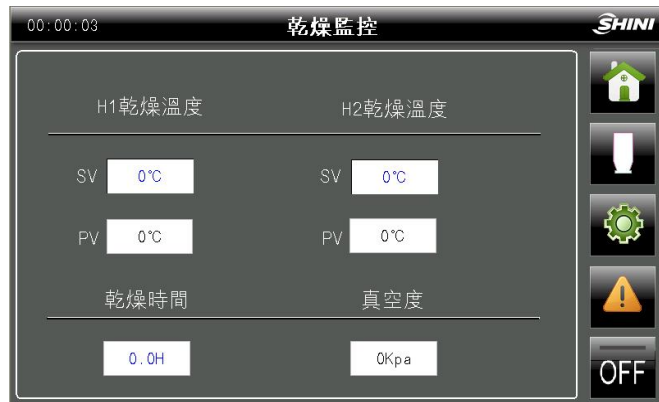 00:00:03 乾燥監控 SHINI
H1乾燥溫度 H2乾燥溫度
SV 0℃ SV 0℃
PV 0℃ PV 0℃
乾燥時間 真空度
0.0H 0Kpa
OFF